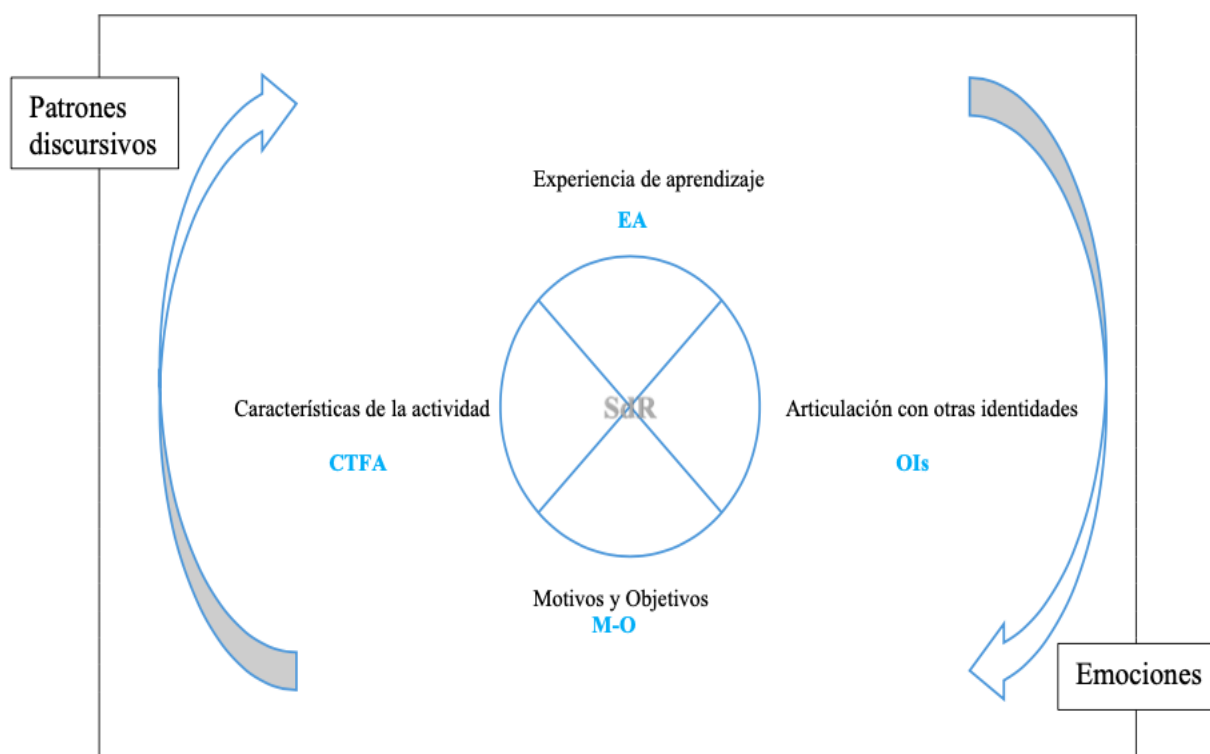 Patrones
discursivos
Experiencia de aprendizaje
EA
Características de la actividad
CTFA
SdR
Articulación con otras identidades
OIs
Motivos y Objetivos
M-O
Emociones